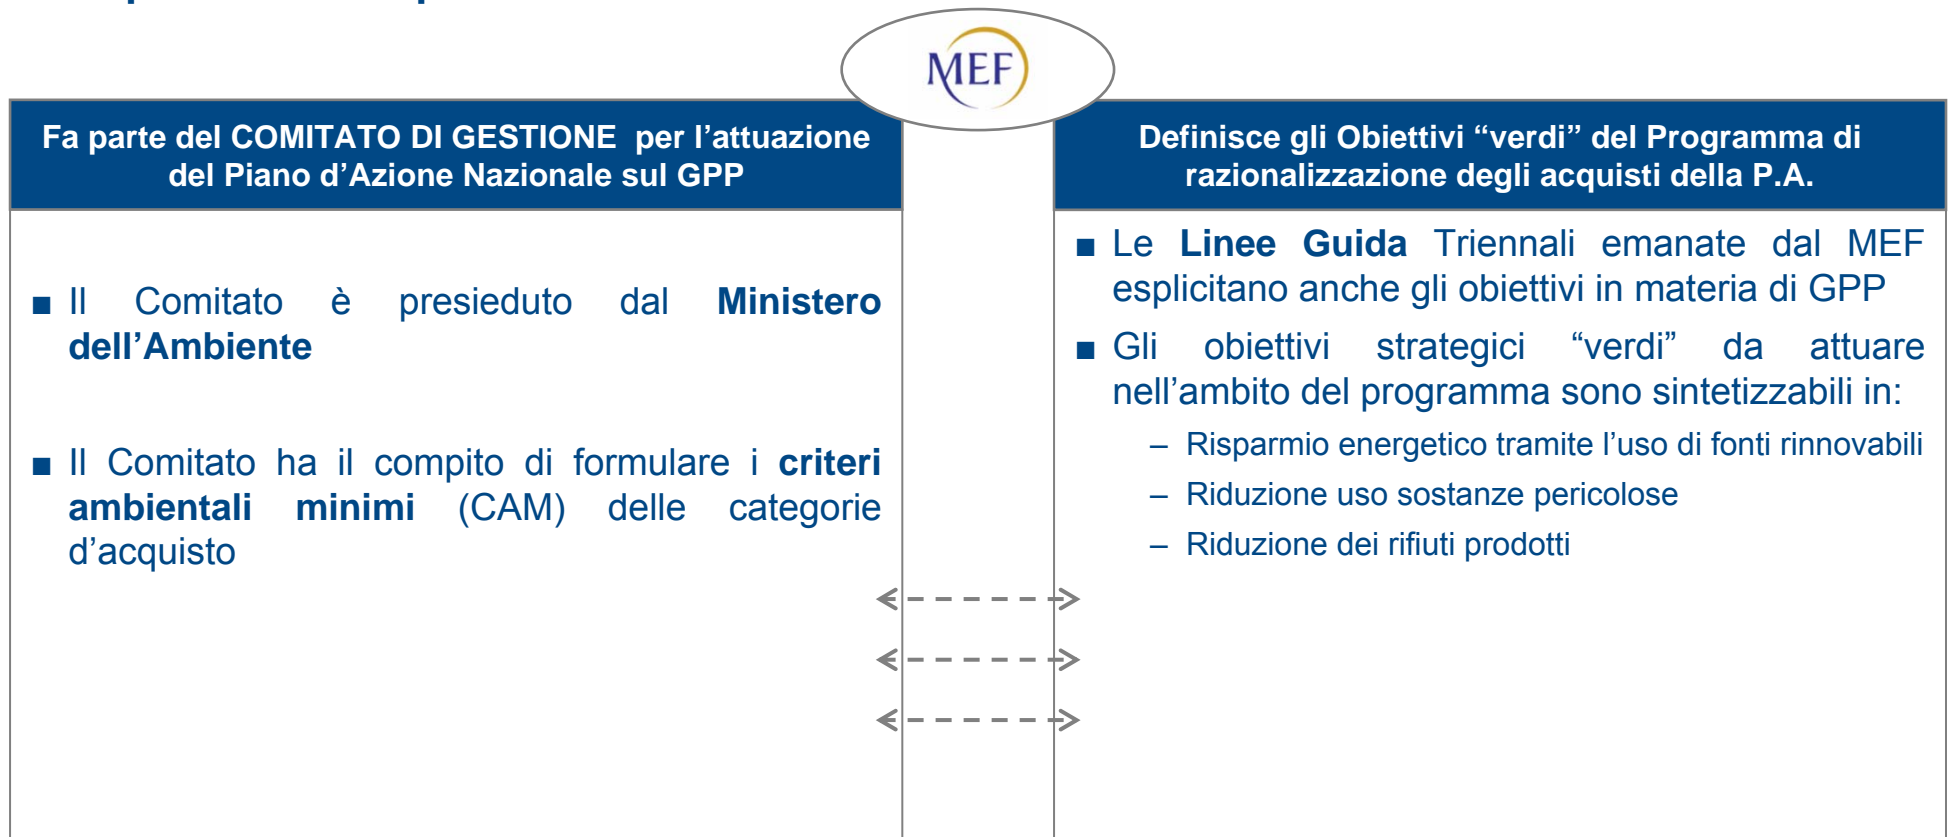 MEF
Fa parte del COMITATO DI GESTIONE per l’attuazione
del Piano d’Azione Nazionale sul GPP
■ Il Comitato è presieduto dal Ministero
dell’Ambiente
■ Il Comitato ha il compito di formulare i criteri
ambientali minimi (CAM) delle categorie
d’acquisto
Definisce gli Obiettivi “verdi” del Programma di
razionalizzazione degli acquisti della P.A.
■ Le Linee Guida Triennali emanate dal MEF
esplicitano anche gli obiettivi in materia di GPP
■ Gli obiettivi strategici “verdi” da attuare
nell’ambito del programma sono sintetizzabili in:
– Risparmio energetico tramite l’uso di fonti rinnovabili
– Riduzione uso sostanze pericolose
– Riduzione dei rifiuti prodotti